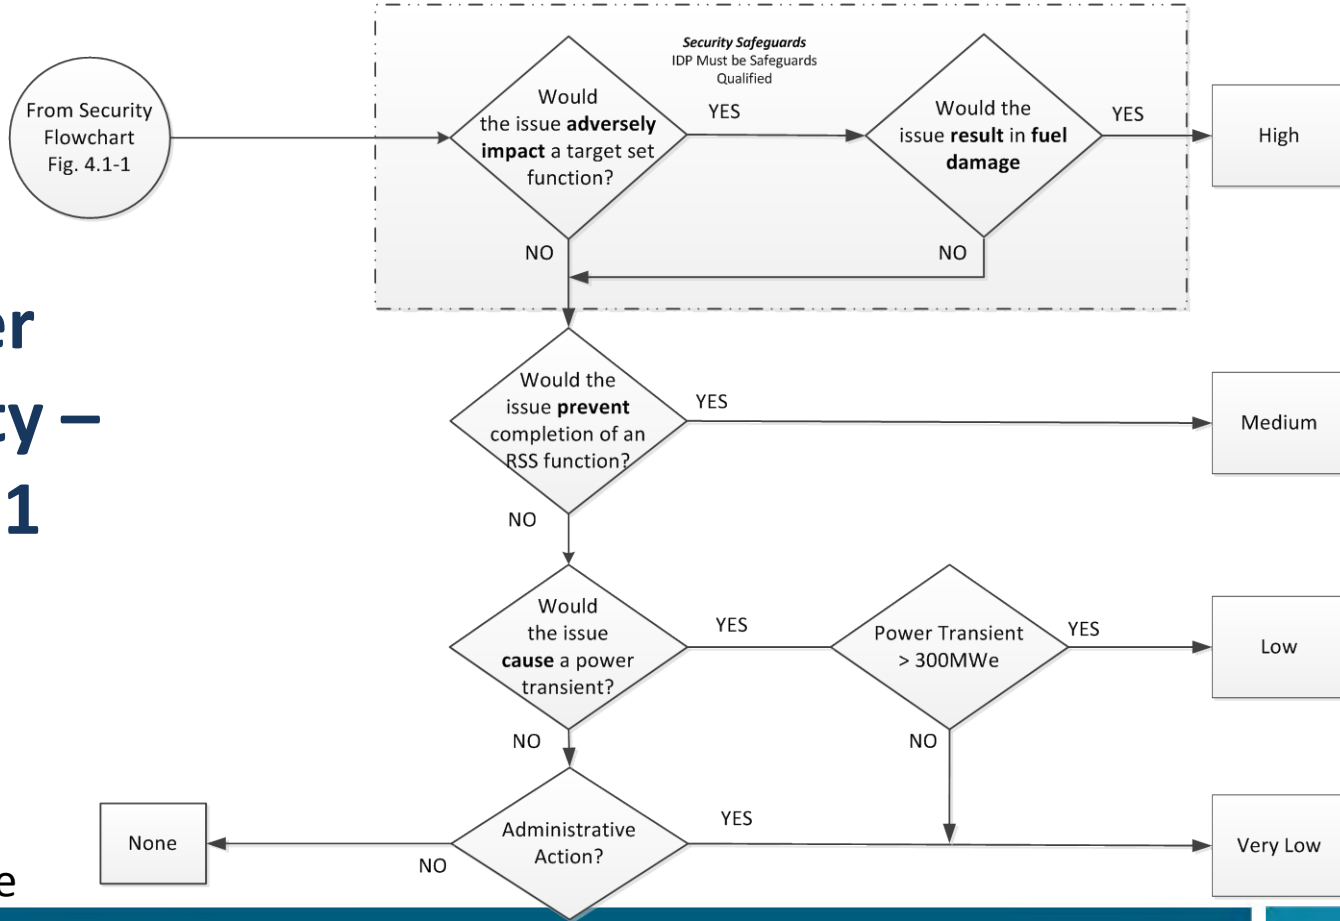 Security Safeguards
IDP Must be Safeguards
Qualified
From Security
Flowchart
Fig. 4.1-1
Would
the issue adversely
impact a target set
function?
YES
Would the
issue result in fuel
damage
YES
High
NO
NO
er
ty –
1
Would the
issue prevent
completion of an
RSS function?
YES
Medium
NO
Would
the issue
cause a power
transient?
YES
Power Transient
> 300MWe
YES
Low
NO
NO
None
NO
Administrative
Action?
YES
Very Low
e